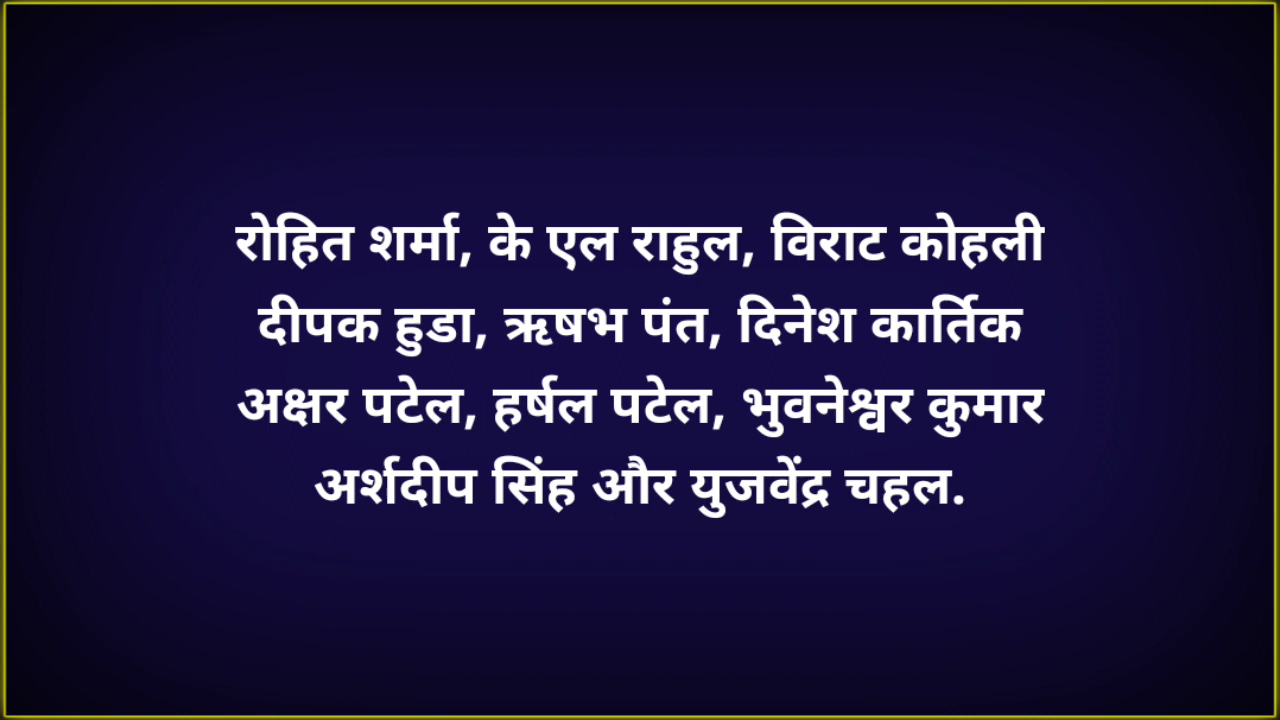 रोहित शर्मा, के एल राहुल, विराट कोहली
दीपक हुडा, ऋषभ पंत, दिनेश कार्तिक
अक्षर पटेल, हर्षल पटेल, भुवनेश्वर कुमार
अर्शदीप सिंह और युजवेंद्र चहल.